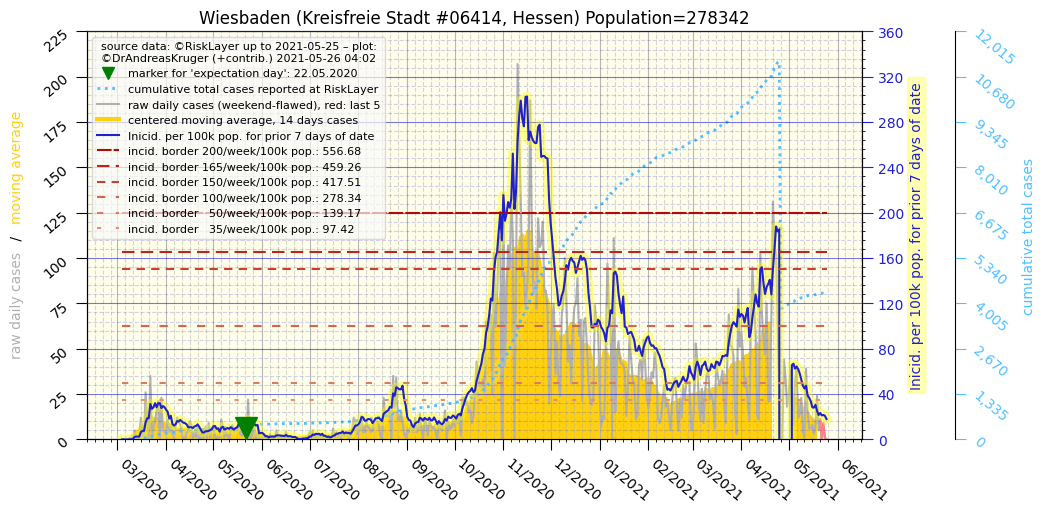 Wiesbaden (Kreisfreie Stadt #06414, Hessen) Population=278342
source data: ©RiskLayer up to 2021-05-25 – plot:
©DrAndreasKruger (+contrib.) 2021-05-26 04:02
marker for 'expectation day': 22.05.2020
cumulative total cases reported at RiskLayer
raw daily cases (weekend-flawed), red: last 5
centered moving average, 14 days cases
Inicid. per 100k pop. for prior 7 days of date
incid. border 200/week/100k pop.: 556.68
incid. border 165/week/100k pop.: 459.26
incid. border 150/week/100k pop.: 417.51
incid. border 100/week/100k pop.: 278.34
incid. border 50/week/100k pop.: 139.17
incid. border 35/week/100k pop.: 97.42
raw daily cases / moving average
225
200
175
150
125
100
75
50
25
0
03/2020
04/2020
05/2020
06/2020
07/2020
08/2020
09/2020
10/2020
11/2020
12/2020
01/2021
02/2021
03/2021
04/2021
05/2021
06/2021
360
320
280
240
200
160
120
80
40
0
Inicid. per 100k pop. for prior 7 days of date
12,015
10,680
9,345
8,010
6,675
5,340
4,005
2,670
1,335
0
cumulative total cases